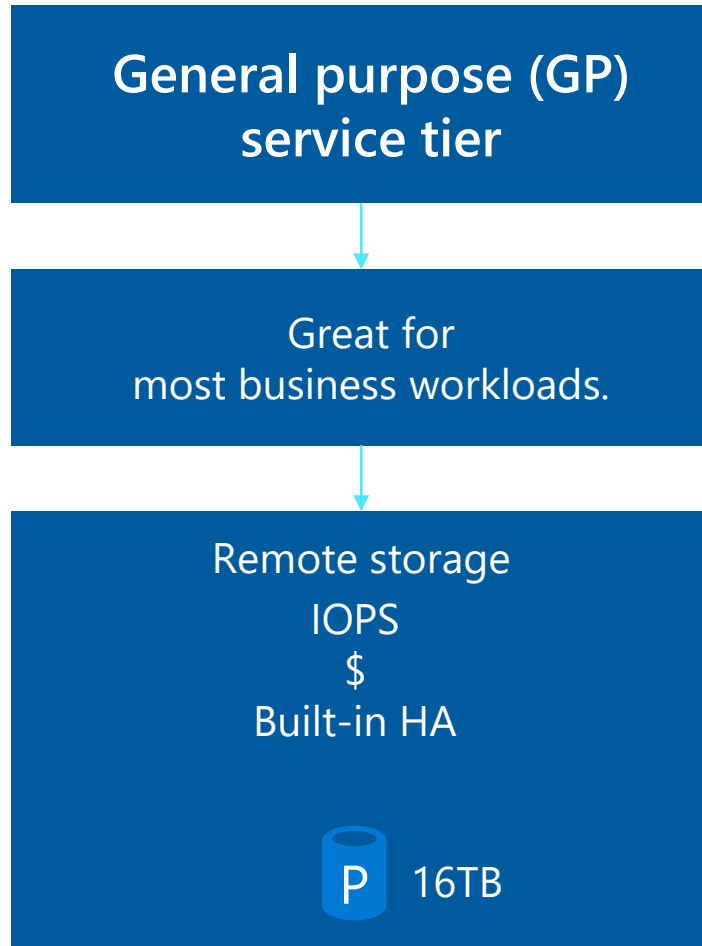 General purpose (GP)
service tier
Great for
most business workloads.
Remote storage
IOPS
$
Built-in HA
P
16TB